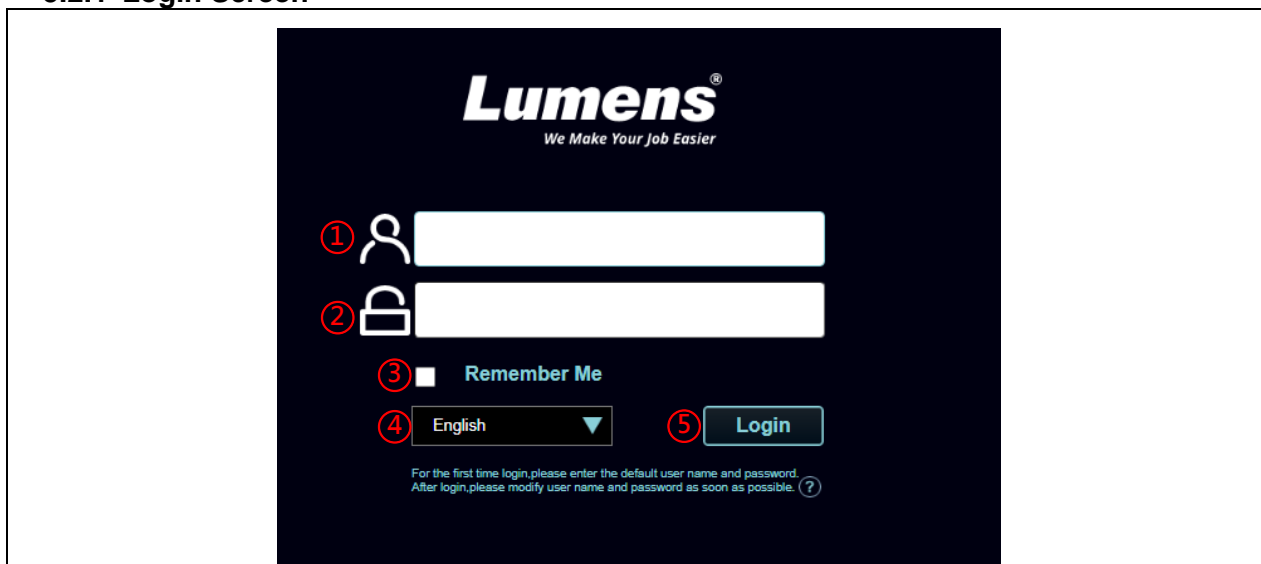 Lumens®
We Make Your Job Easier
①
②
③ Remember Me
④ English ⑤ Login
For the first time login,please enter the default user name and password.
After login,please modify user name and password as soon as possible. ?